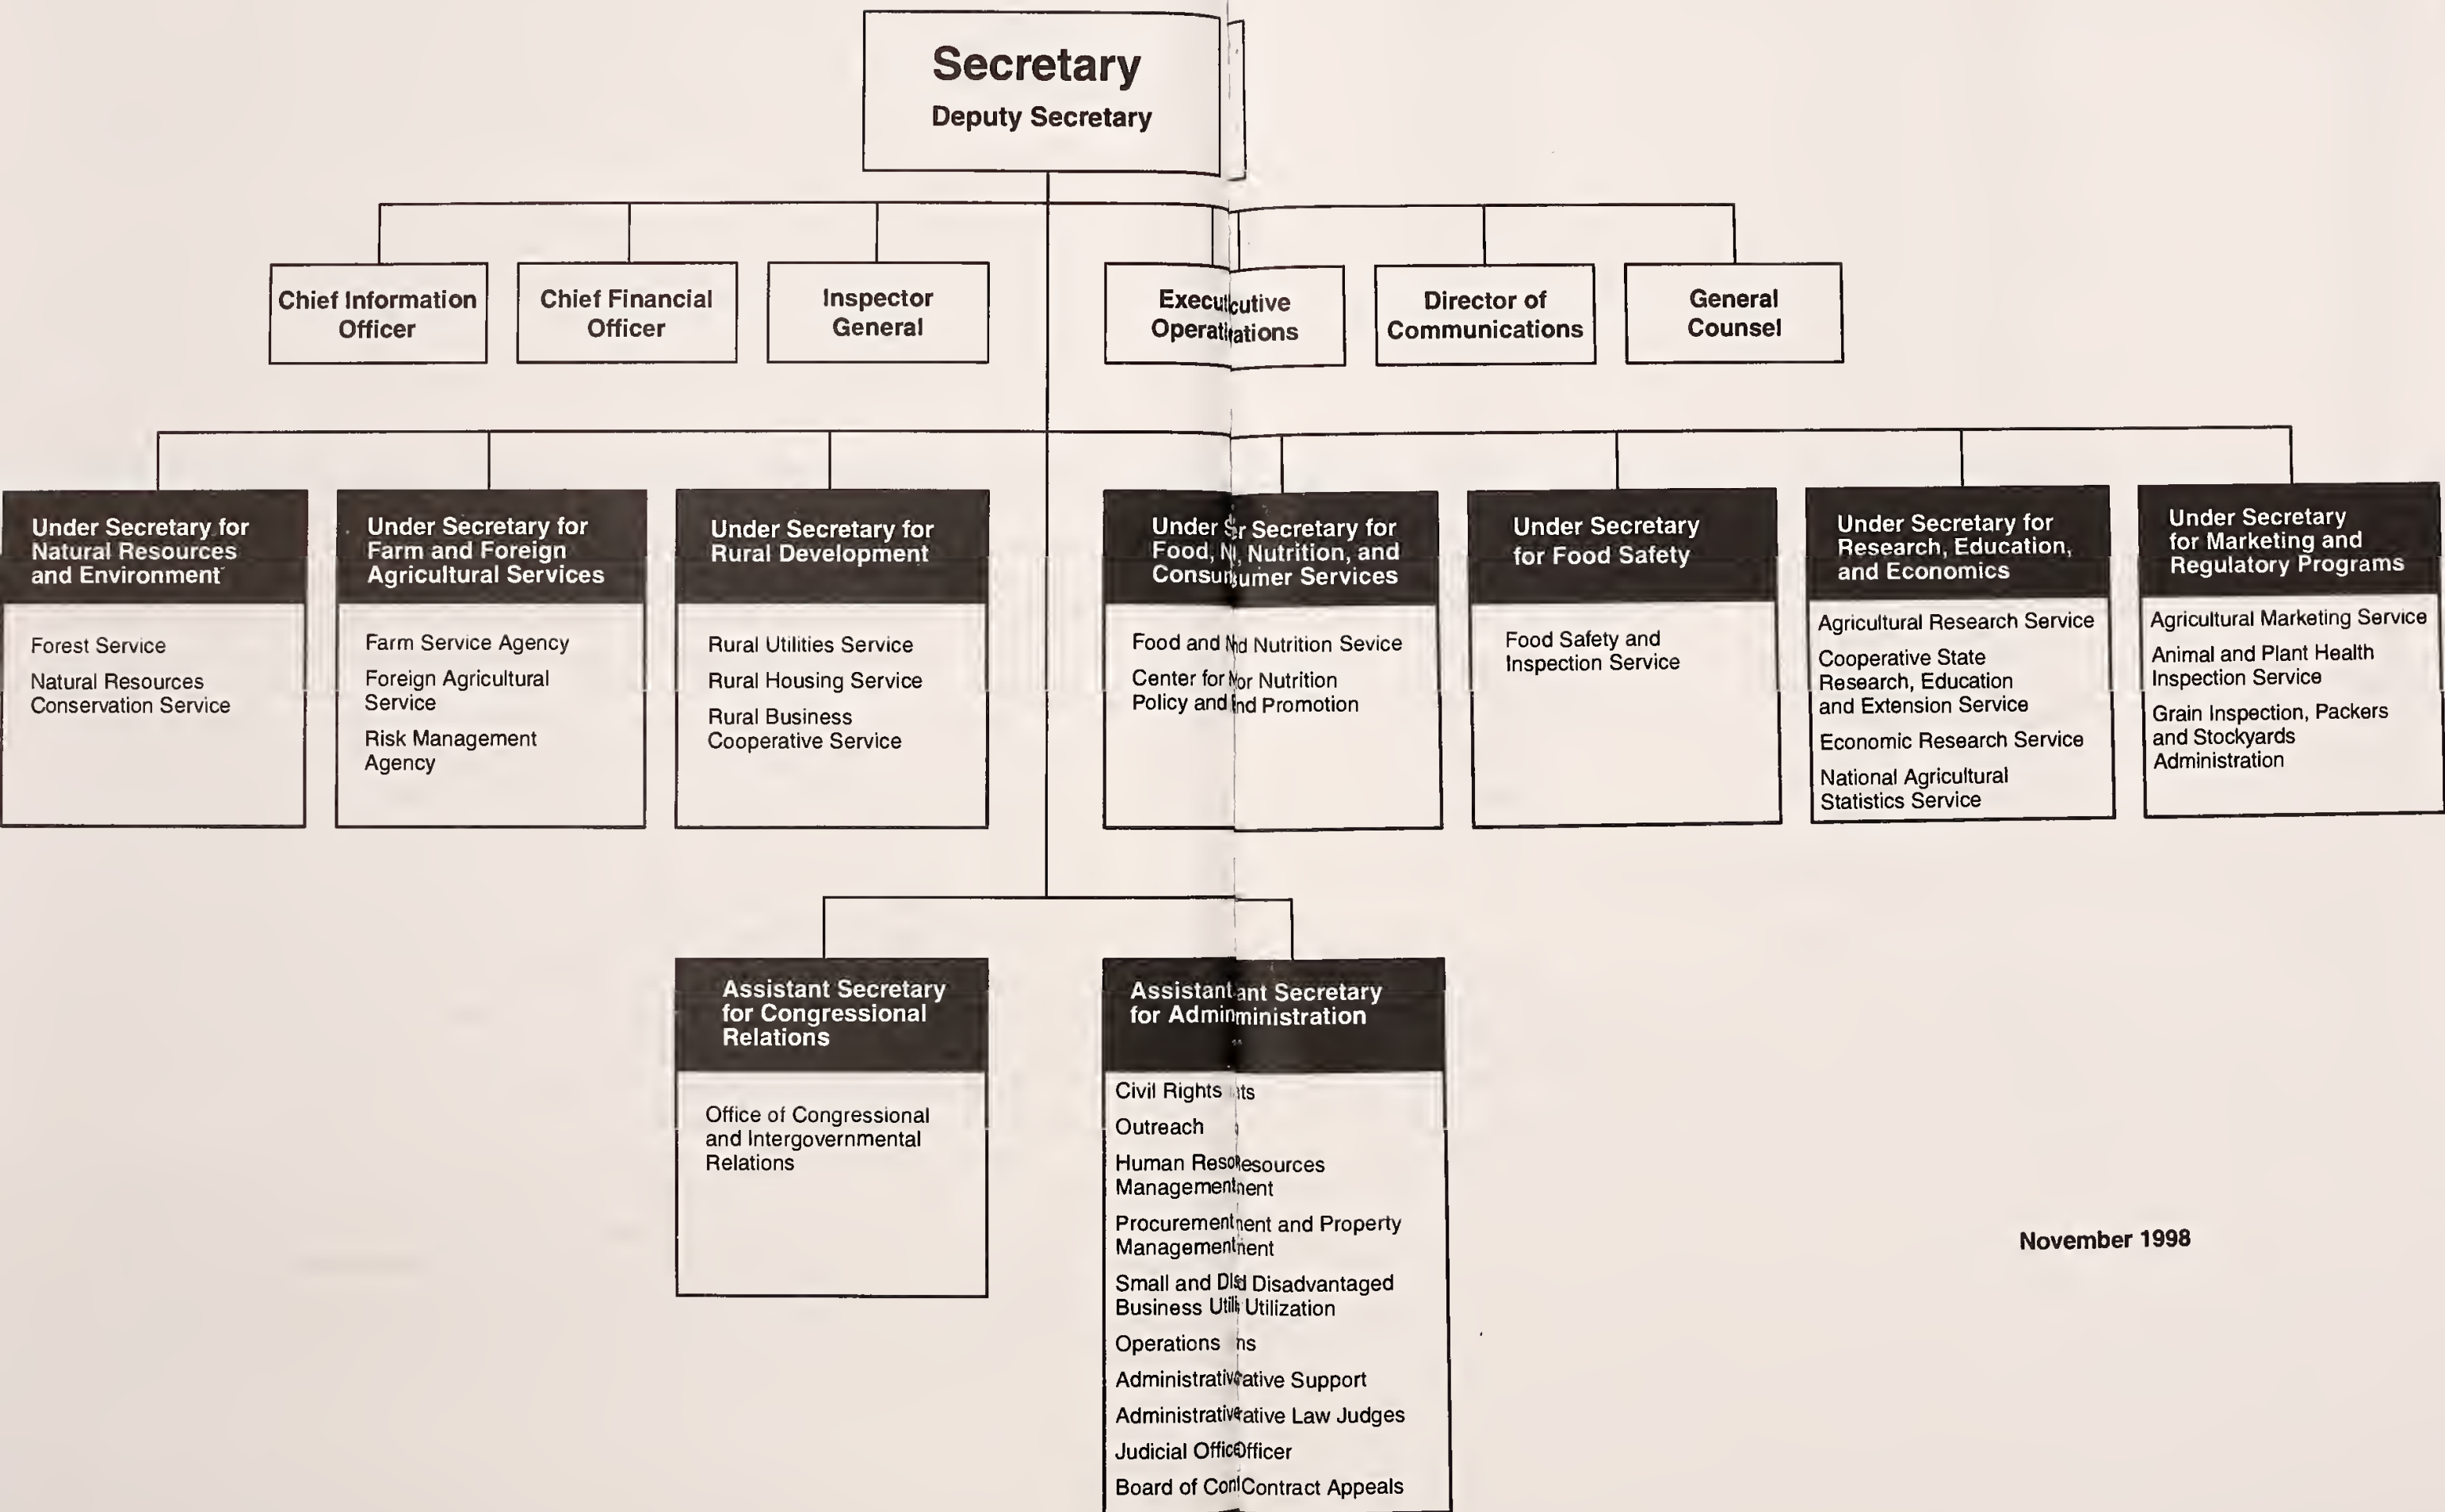 Secretary
Deputy Secretary
Chief Information
Officer
Chief Financial
Officer
Inspector
General
Executive
Operations
Director of
Communications
General
Counsel
Under Secretary for
Natural Resources
and Environment
Forest Service
Natural Resources
Conservation Service
Under Secretary for
Farm and Foreign
Agricultural Services
Farm Service Agency
Foreign Agricultural
Service
Risk Management
Agency
Under Secretary for
Rural Development
Rural Utilities Service
Rural Housing Service
Rural Business
Cooperative Service
Under Secretary for
Food, Nutrition, and
Consumer Services
Food and Nutrition Sevice
Center for Nutrition
Policy and Promotion
Under Secretary
for Food Safety
Food Safety and
Inspection Service
Under Secretary for
Research, Education,
and Economics
Agricultural Research Service
Cooperative State
Research, Education
and Extension Service
Economic Research Service
National Agricultural
Statistics Service
Under Secretary
for Marketing and
Regulatory Programs
Agricultural Marketing Service
Animal and Plant Health
Inspection Service
Grain Inspection, Packers
and Stockyards
Administration
Assistant Secretary
for Congressional
Relations
Office of Congressional
and Intergovernmental
Relations
Assistant Secretary
for Administration
Civil Rights
Outreach
Human Resources
Management
Procurement and Property
Management
Small and Disadvantaged
Business Utilization
Operations
Administrative Support
Administrative Law Judges
Judicial Officer
Board of Contract Appeals
November 1998